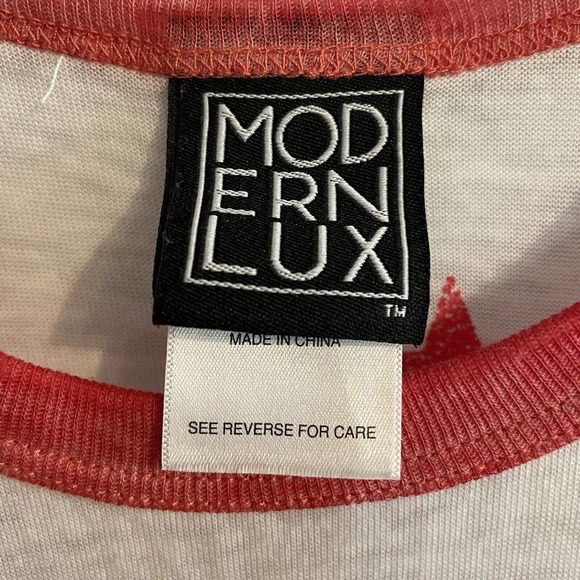 MOD
ERN
LUX
TM
MADE IN CHINA
SEE REVERSE FOR CARE